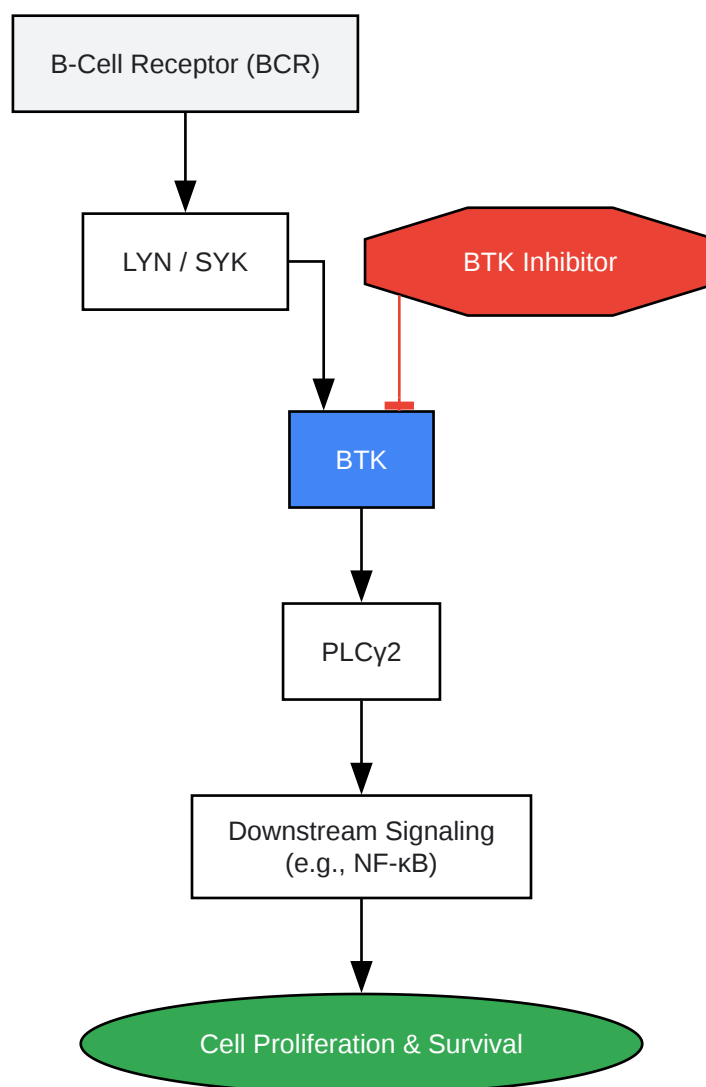 B-Cell Receptor (BCR)
LYN / SYK
BTK Inhibitor
BTK
PLCγ2
Downstream Signaling
(e.g., NF-κB)
Cell Proliferation & Survival